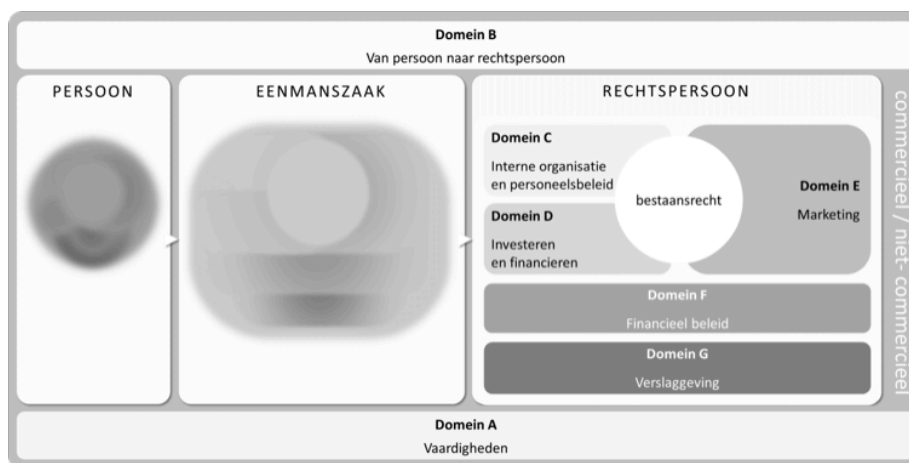 Domein B
Van persoon naar rechtspersoon
PERSOON
EENMANSZAAK
RECHTSPERSOON
Domein C
Interne organisatie
en personeelsbeleid
Domein D
Investeren
en financieren
bestaansrecht
Domein E
Marketing
Domein F
Financieel beleid
Domein G
Verslaggeving
commercieel / niet- commercieel
Domein A
Vaardigheden